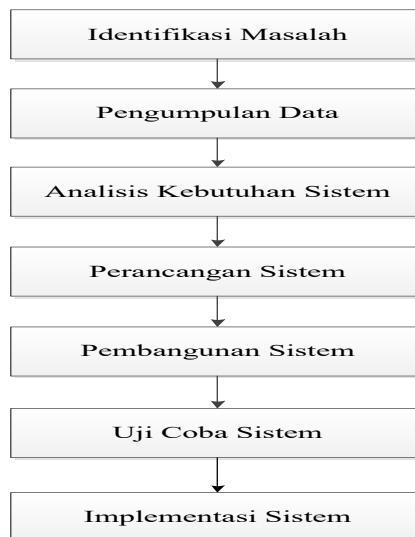 Identifikasi Masalah
Pengumpulan Data
Analisis Kebutuhan Sistem
Perancangan Sistem
Pembangunan Sistem
Uji Coba Sistem
Implementasi Sistem